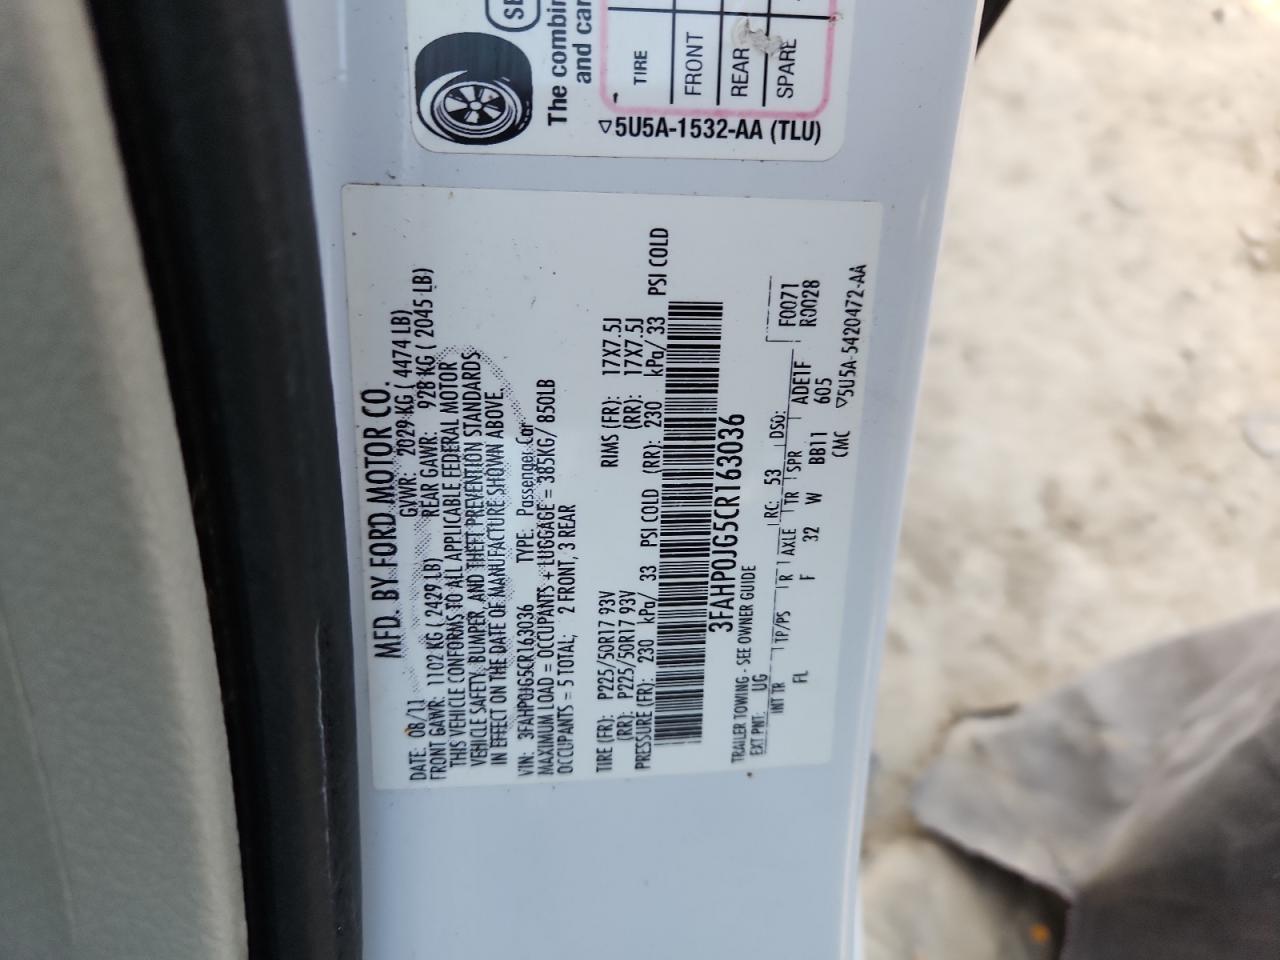 SE
The combin
and car
TIRE
FRONT
REAR
SPARE
▽5U5A-1532-AA (TLU)
MFD. BY FORD MOTOR CO.
DATE: 08/11 GVWR: 2029 KG ( 4474 LB)
FRONT GAWR: 1102 KG ( 2429 LB) REAR GAWR: 928 KG ( 2045 LB)
THIS VEHICLE CONFORMS TO ALL APPLICABLE FEDERAL MOTOR
VEHICLE SAFETY, BUMPER, AND THEFT PREVENTION STANDARDS
IN EFFECT ON THE DATE OF MANUFACTURE SHOWN ABOVE.
VIN: 3FAHP0JG5CR163036 TYPE: Passenger Car
MAXIMUM LOAD = OCCUPANTS + LUGGAGE = 385KG/ 850LB
OCCUPANTS = 5 TOTAL; 2 FRONT, 3 REAR
TIRE (FR): P225/50R17 93V RIMS (FR): 17X7.5J
(RR): P225/50R17 93V (RR): 17X7.5J
PRESSURE (FR): 230 kPa/ 33 PSI COLD (RR): 230 kPa/ 33 PSI COLD
3FAHP0JG5CR163036
TRAILER TOWING - SEE OWNER GUIDE
EXT PNT: UG RC: 53 DSO: F0071
INT TR TP/PS R AXLE TR SPR ADE1F R0028
FL F 32 W BB11 605
CMC ▽5U5A-5420472-AA